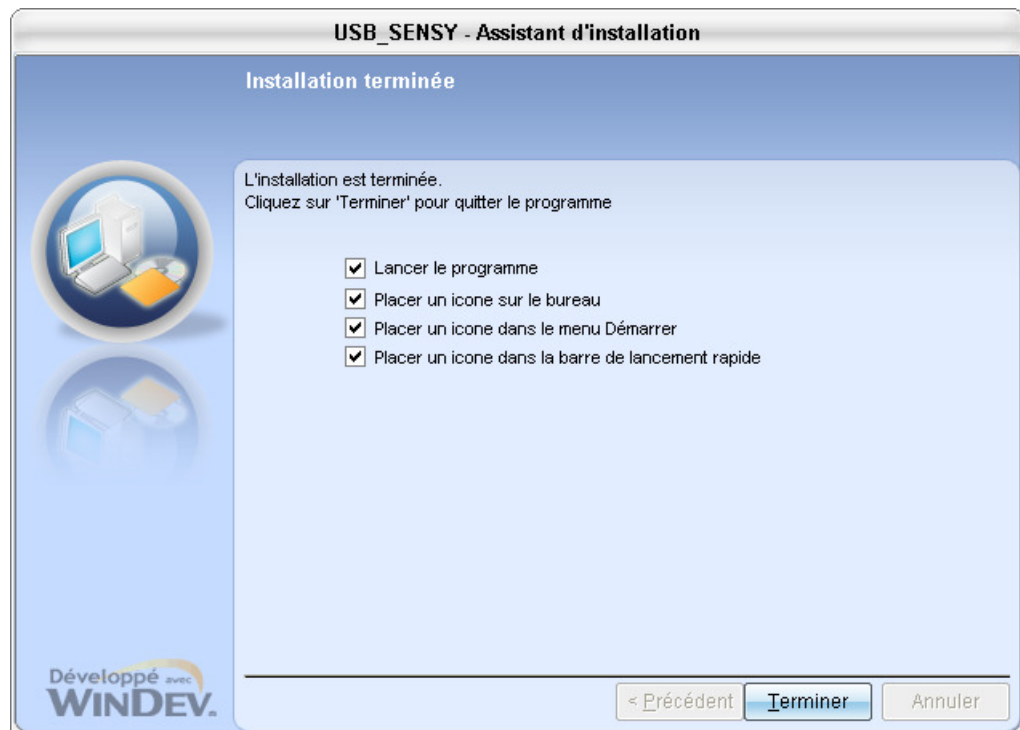 USB_SENSY - Assistant d'installation
Installation terminée
L'installation est terminée.
Cliquez sur 'Terminer' pour quitter le programme
Lancer le programme
Placer un icone sur le bureau
Placer un icone dans le menu Démarrer
Placer un icone dans la barre de lancement rapide
Développé avec
WINDEV.
< Précédent
Terminer
Annuler